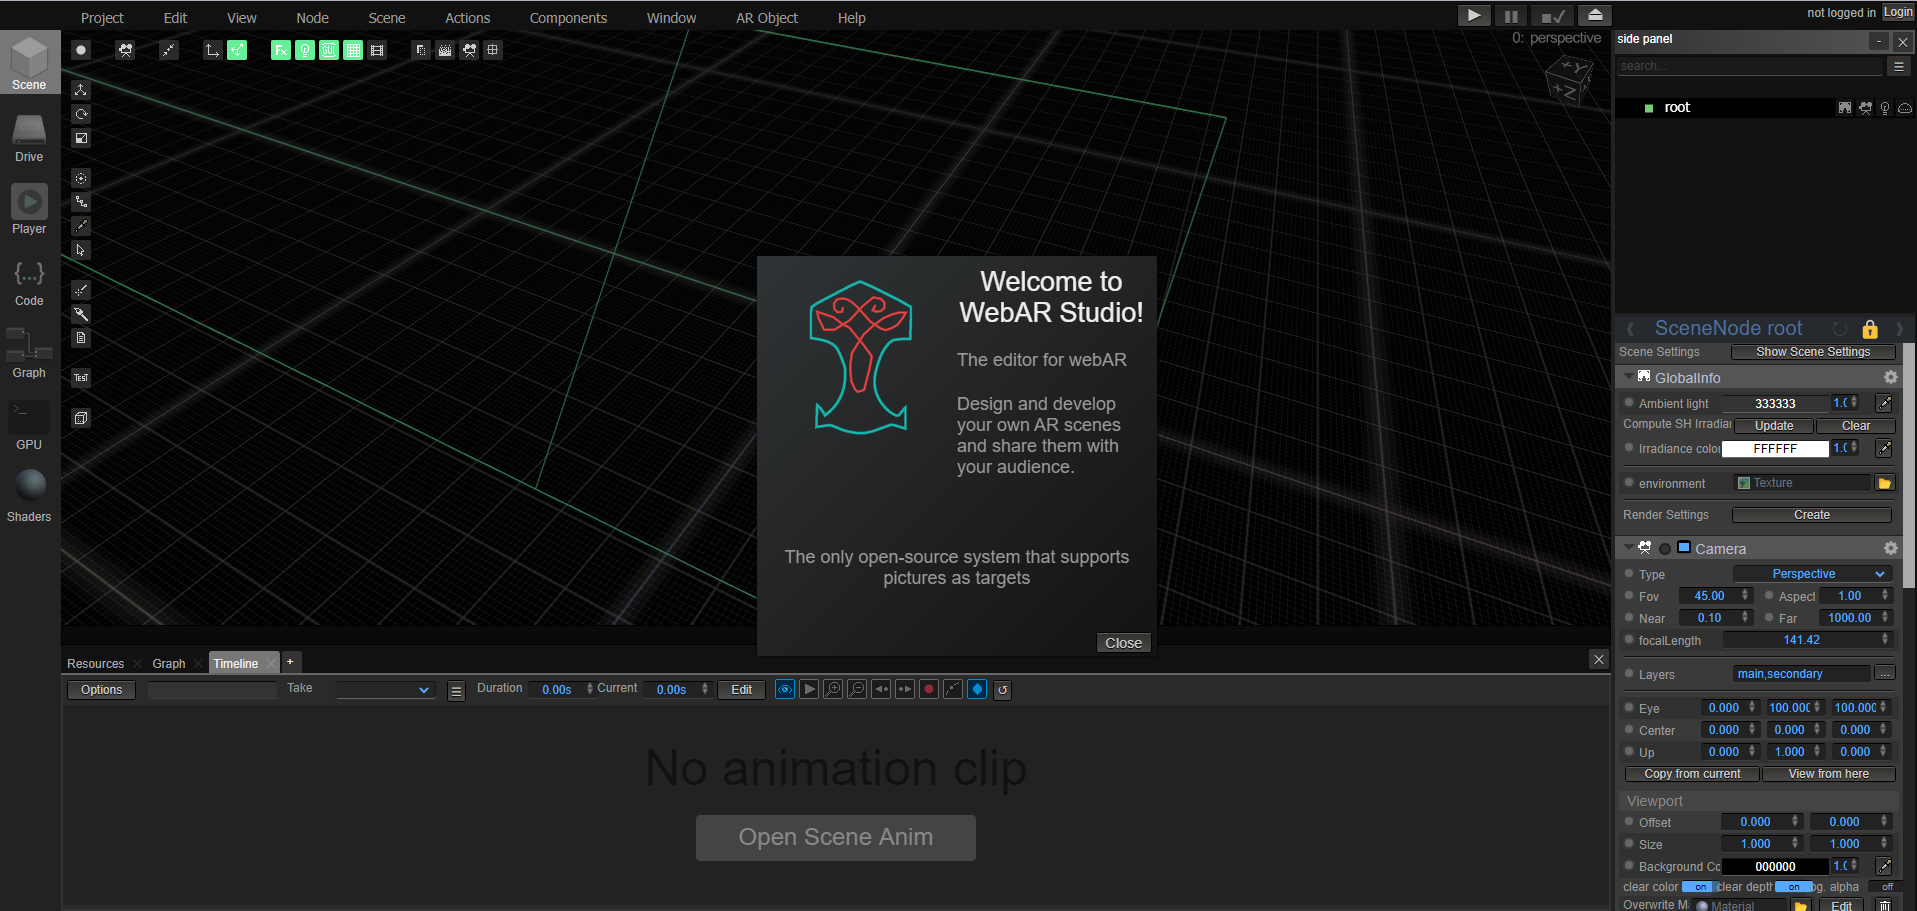 Project Edit View Node Scene Actions Components Window AR Object Help
not logged in Login
0: perspective
side panel
search...
root
Scene
Drive
Player
Code
Graph
GPU
Shaders
Fx
GUI
TEST
+Y
+Z
Welcome to
WebAR Studio!
The editor for webAR
Design and develop
your own AR scenes
and share them with
your audience.
The only open-source system that supports
pictures as targets
Close
Resources Graph Timeline +
Options Take Duration 0.00s Current 0.00s Edit
No animation clip
Open Scene Anim
SceneNode root
Scene Settings Show Scene Settings
GlobalInfo
Ambient light 333333 1.0
Compute SH Irradian Update Clear
Irradiance color FFFFFF 1.0
environment Texture
Render Settings Create
Camera
Type Perspective
Fov 45.00 Aspect 1.00
Near 0.10 Far 1000.00
focalLength 141.42
Layers main,secondary ...
Eye 0.000 100.000 100.000
Center 0.000 0.000 0.000
Up 0.000 1.000 0.000
Copy from current View from here
Viewport
Offset 0.000 0.000
Size 1.000 1.000
Background Co 000000 1.0
clear color on clear depth on bg. alpha off
Overwrite M Material Edit